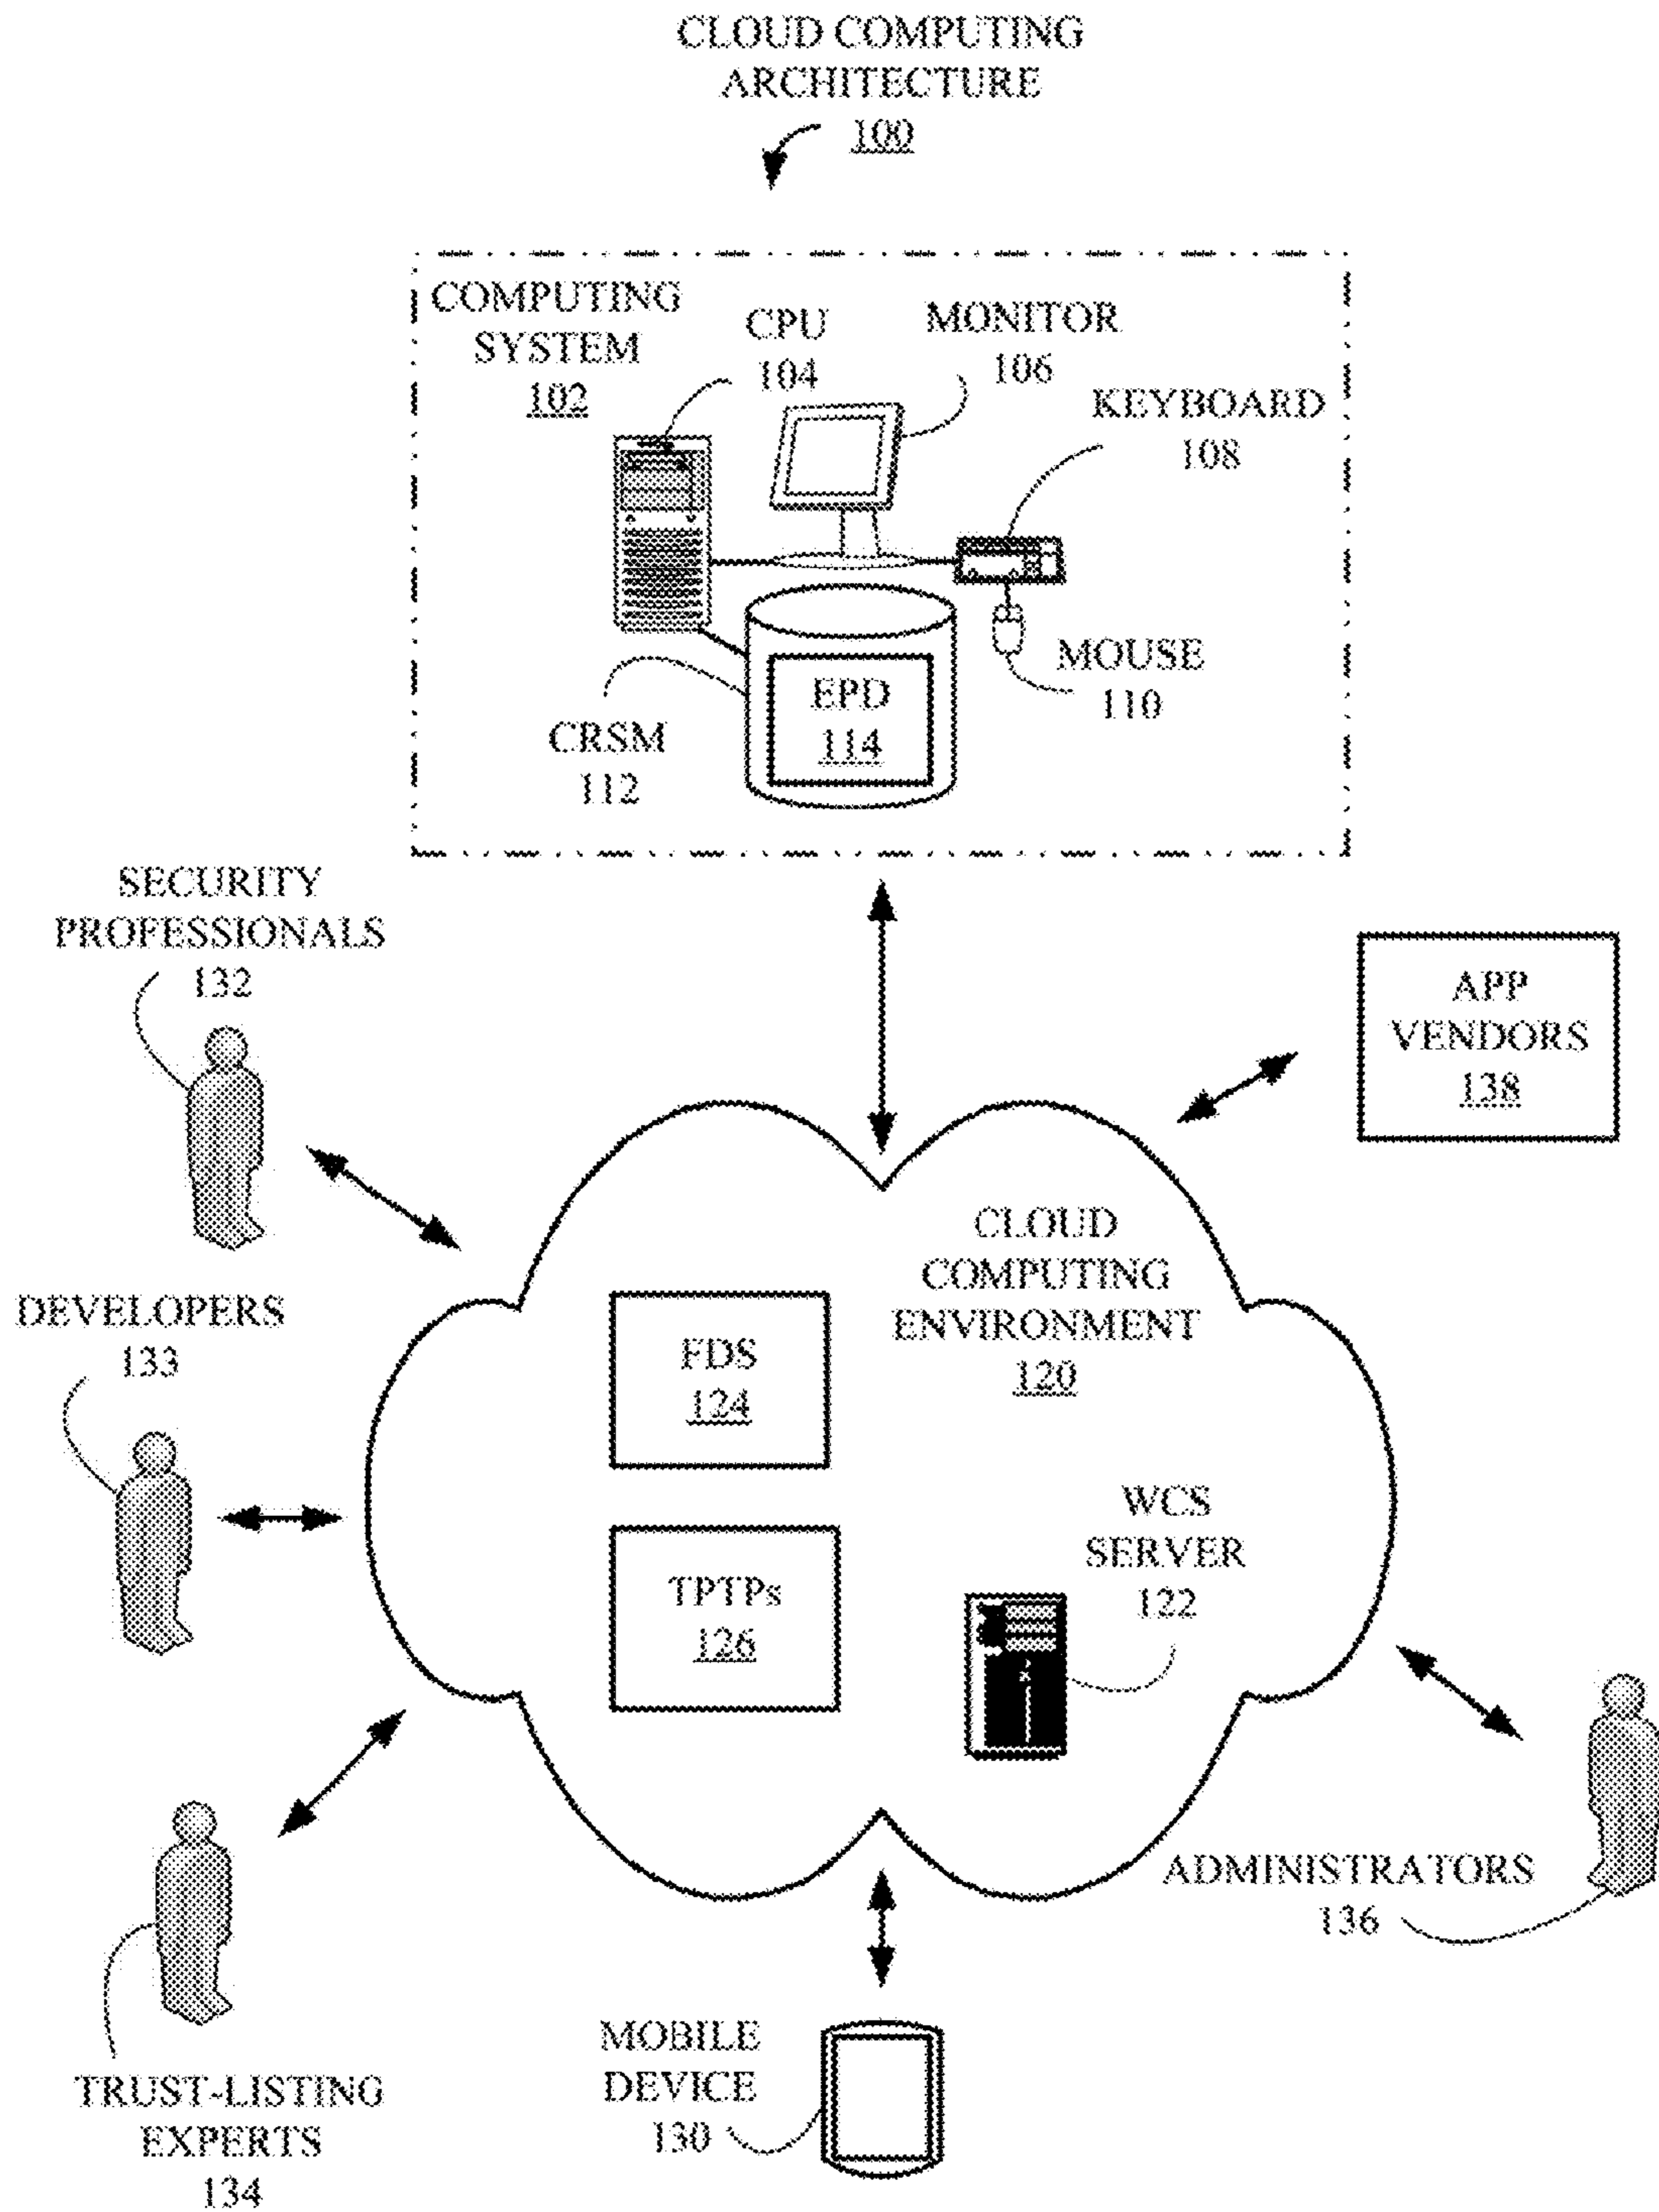 CLOUD COMPUTING
ARCHITECTURE
100
COMPUTING
SYSTEM
102
CPU
104
MONITOR
106
KEYBOARD
108
MOUSE
110
EPD
114
CRSM
112
SECURITY
PROFESSIONALS
132
APP
VENDORS
138
CLOUD
COMPUTING
ENVIRONMENT
120
DEVELOPERS
133
FDS
124
WCS
SERVER
122
TPTPs
126
ADMINISTRATORS
136
MOBILE
DEVICE
130
TRUST-LISTING
EXPERTS
134